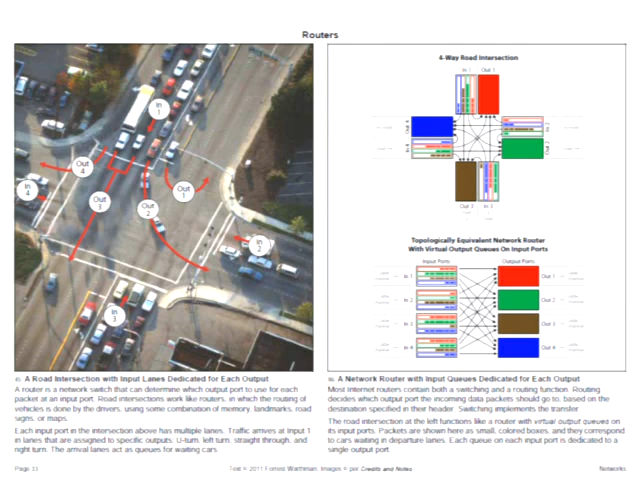 Routers
In
1
Out
4
In
4
Out
3
Out
2
Out
1
In
2
In
3
4-Way Road Intersection
In 1
Out 1
Out 4
In 4
In 2
Out 2
Out 3
In 3
Topologically Equivalent Network Router
With Virtual Output Queues On Input Ports
Input Ports
Output Ports
In 1
Out 1
In 2
Out 2
In 3
Out 3
In 4
Out 4
A Road Intersection with Input Lanes Dedicated for Each Output
A router is a network switch that can determine which output port to use for each
packet at an input port. Road intersections work like routers, in which the routing of
vehicles is done by the drivers, using some combination of memory, landmarks, road
signs, or maps.
Each input port in the intersection above has multiple lanes. Traffic arrives at Input 1
in lanes that are assigned to specific outputs. U-turn, left turn, straight through, and
right turn. The arrival lanes act as queues for waiting cars.
A Network Router with Input Queues Dedicated for Each Output
Most Internet routers contain both a switching and a routing function. Routing
decides which output port the incoming data packets should go to, based on the
destination specified in their header. Switching implements the transfer.
The road intersection at the left functions like a router with virtual output queues on
its input ports. Packets are shown here as small, colored boxes, and they correspond
to cars waiting in departure lanes. Each queue on each input port is dedicated to a
single output port.
Page 33
Text © 2011 Forrest Warthman, images © per Credits and Notes
Networks